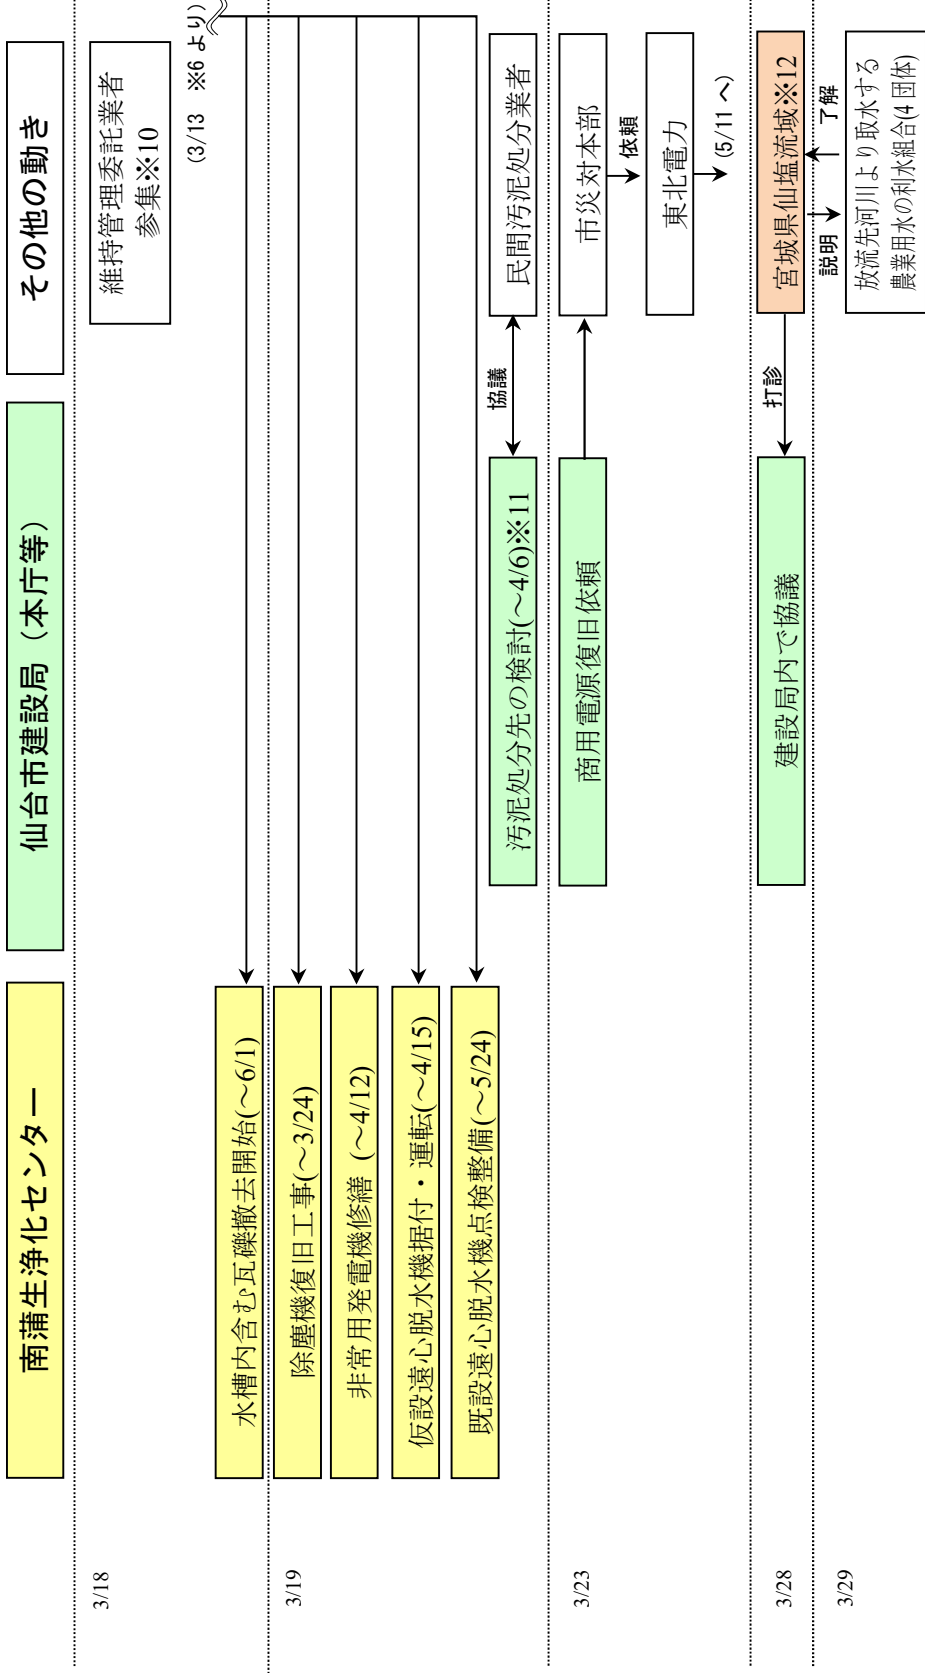 南蒲生浄化センター
仙台市建設局（本庁等）
その他の動き
3/18
維持管理委託業者
参集※10
(3/13　※6 より)
水槽内含む瓦礫撤去開始(～6/1)
3/19
除塵機復旧工事(～3/24)
非常用発電機修繕 (～4/12)
仮設遠心脱水機据付・運転(～4/15)
既設遠心脱水機点検整備(～5/24)
汚泥処分先の検討(～4/6)※11
協議
民間汚泥処分業者
3/23
商用電源復旧依頼
市災対本部
依頼
東北電力
(5/11 へ)
3/28
建設局内で協議
打診
宮城県仙塩流域※12
3/29
説明
了解
放流先河川より取水する
農業用水の利水組合(4 団体)